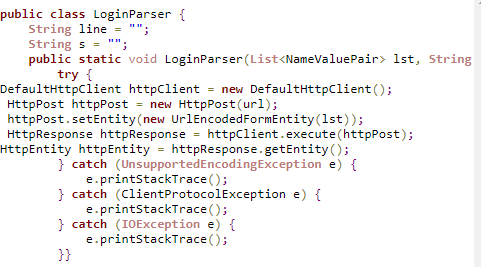 public class LoginParser {
    String line = "";
    String s = "";
    public static void LoginParser(List<NameValuePair> lst, String
        try {
DefaultHttpClient httpClient = new DefaultHttpClient();
 HttpPost httpPost = new HttpPost(url);
 httpPost.setEntity(new UrlEncodedFormEntity(lst));
 HttpResponse httpResponse = httpClient.execute(httpPost);
HttpEntity httpEntity = httpResponse.getEntity();
        } catch (UnsupportedEncodingException e) {
            e.printStackTrace();
        } catch (ClientProtocolException e) {
            e.printStackTrace();
        } catch (IOException e) {
            e.printStackTrace();
        }}